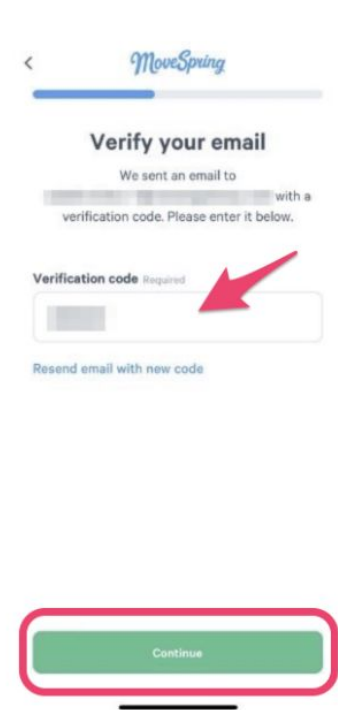 MoveSpring
Verify your email
We sent an email to
with a
verification code. Please enter it below.
Verification code Required
Resend email with new code
Continue